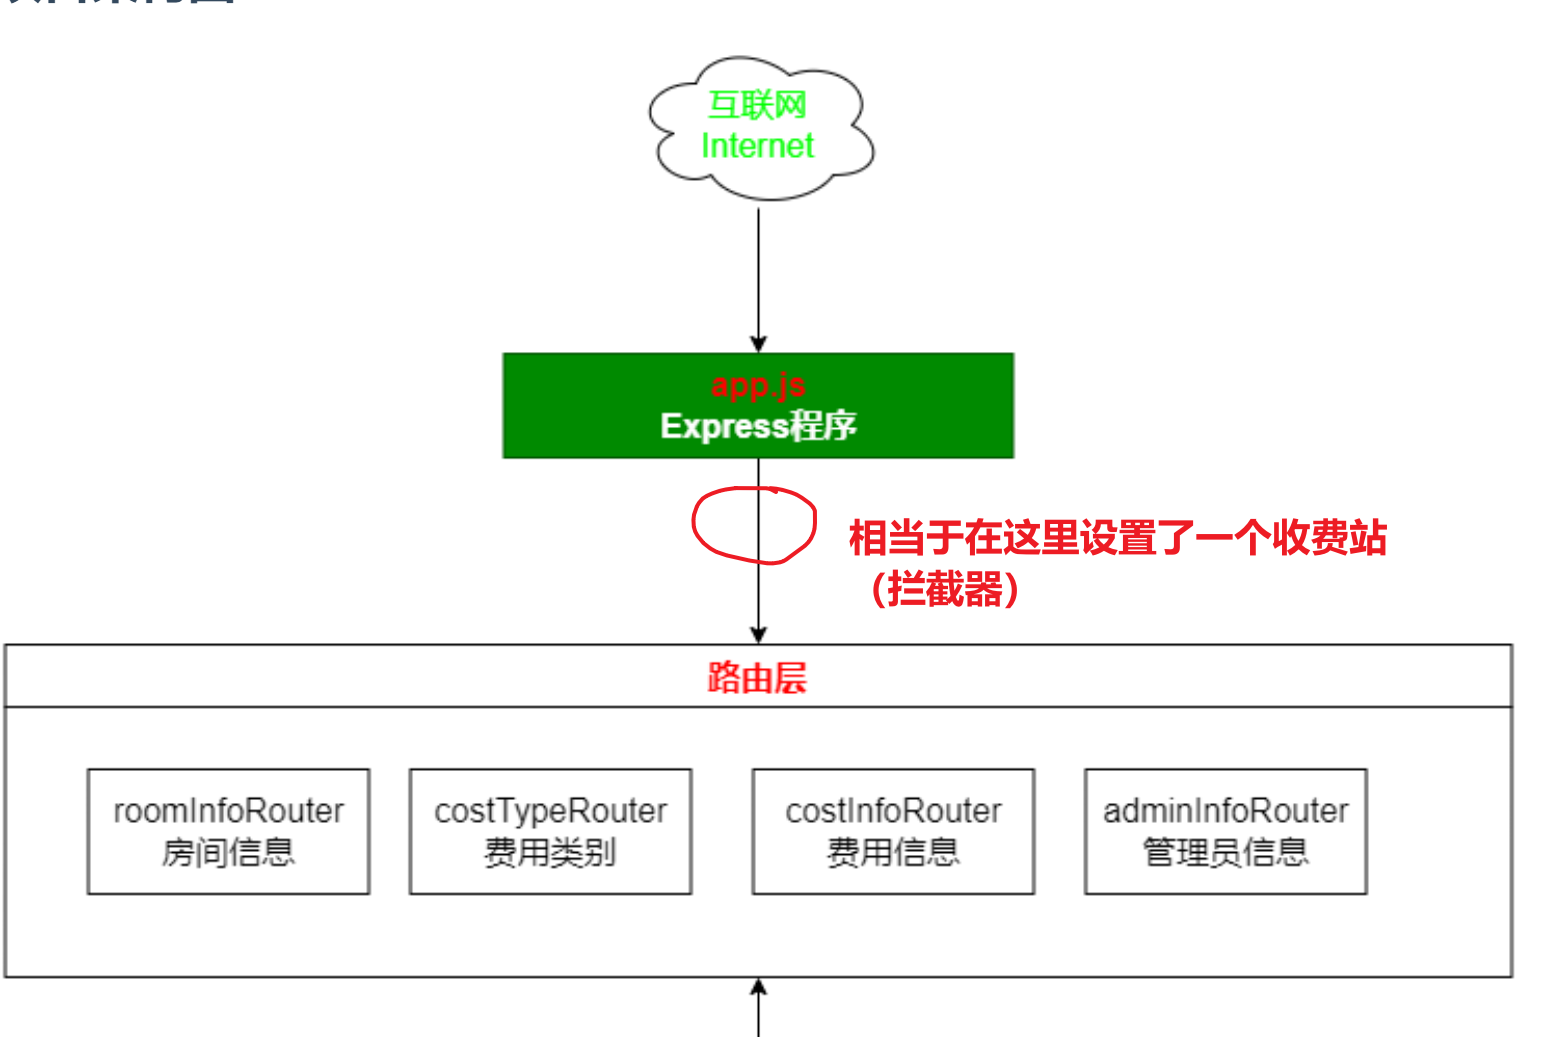 互联网
Internet
app.js
Express程序
相当于在这里设置了一个收费站
（拦截器）
路由层
roomInfoRouter
房间信息
costTypeRouter
费用类别
costInfoRouter
费用信息
adminInfoRouter
管理员信息